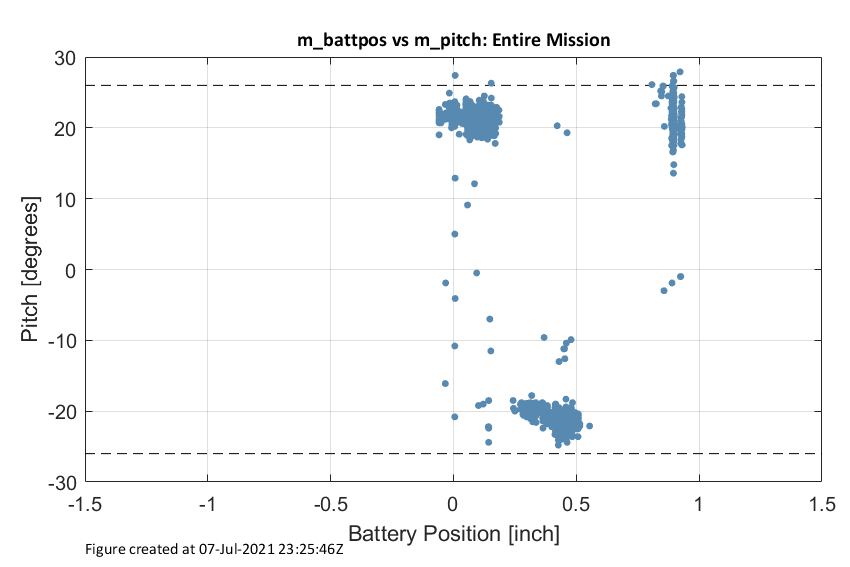 m_battpos vs m_pitch: Entire Mission
30
20
10
0
-10
-20
-30
Pitch [degrees]
-1.5 -1 -0.5 0 0.5 1 1.5
Battery Position [inch]
Figure created at 07-Jul-2021 23:25:46Z